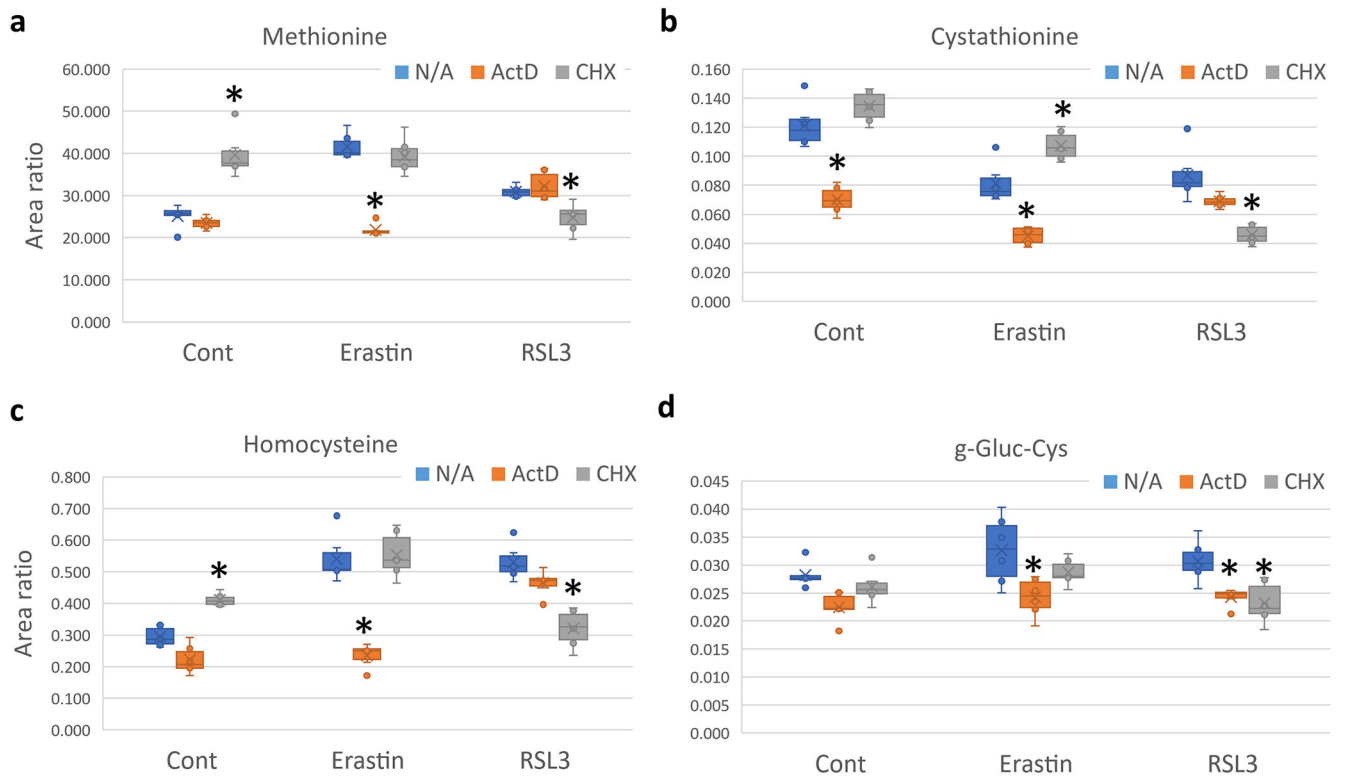 a
Methionine
N/A ActD CHX
60.000
50.000
40.000
30.000
20.000
10.000
0.000
Area ratio
* * *
Cont Erastin RSL3
b
Cystathionine
N/A ActD CHX
0.160
0.140
0.120
0.100
0.080
0.060
0.040
0.020
0.000
* * * *
Cont Erastin RSL3
c
Homocysteine
N/A ActD CHX
0.800
0.700
0.600
0.500
0.400
0.300
0.200
0.100
0.000
Area ratio
* * *
Cont Erastin RSL3
d
g-Gluc-Cys
N/A ActD CHX
0.045
0.040
0.035
0.030
0.025
0.020
0.015
0.010
0.005
0.000
* * *
Cont Erastin RSL3